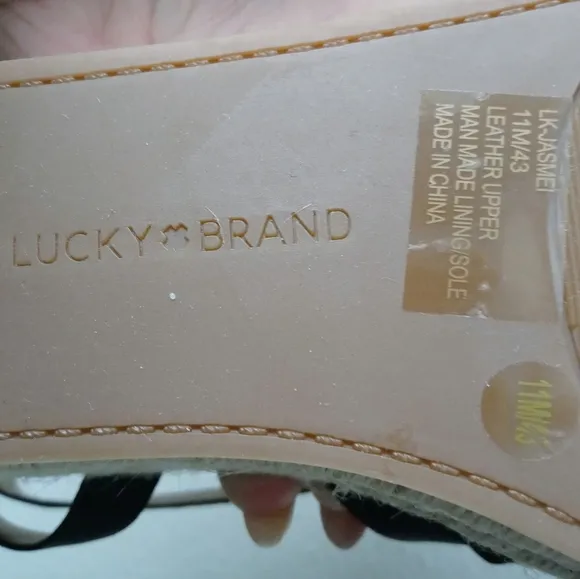 LUCKY BRAND
LK-JASMEI
11M/43
LEATHER UPPER
MAN MADE LINING/SOLE
MADE IN CHINA
11M/43